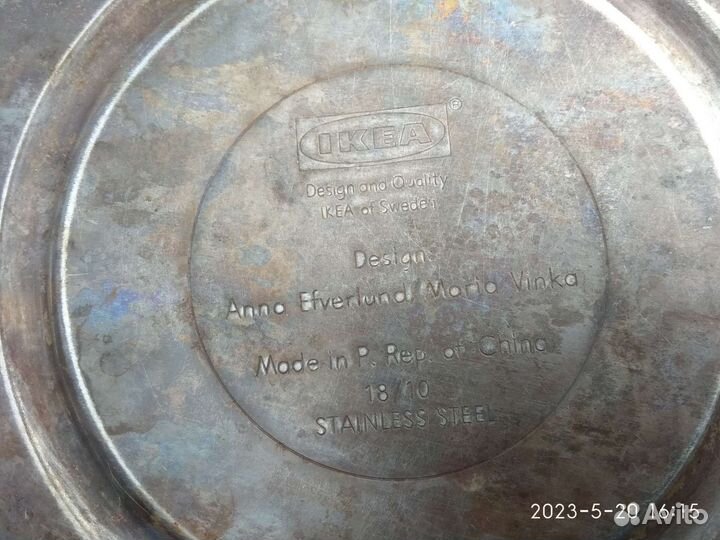 IKEA ®
Design and Quality
IKEA of Sweden
Design:
Anna Efverlund/Maria Vinka
Made in P. Rep. of China
18/10
STAINLESS STEEL
2023-5-20 16:15
Avito